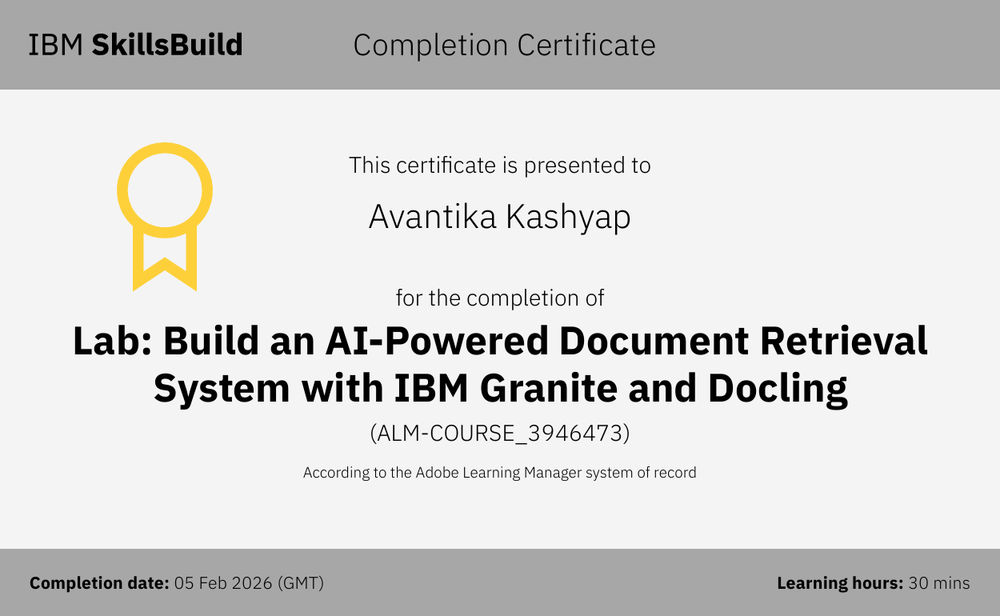 IBM SkillsBuild
Completion Certificate
This certificate is presented to
Avantika Kashyap
for the completion of
Lab: Build an AI-Powered Document Retrieval
System with IBM Granite and Docling
(ALM-COURSE_3946473)
According to the Adobe Learning Manager system of record
Completion date: 05 Feb 2026 (GMT)
Learning hours: 30 mins